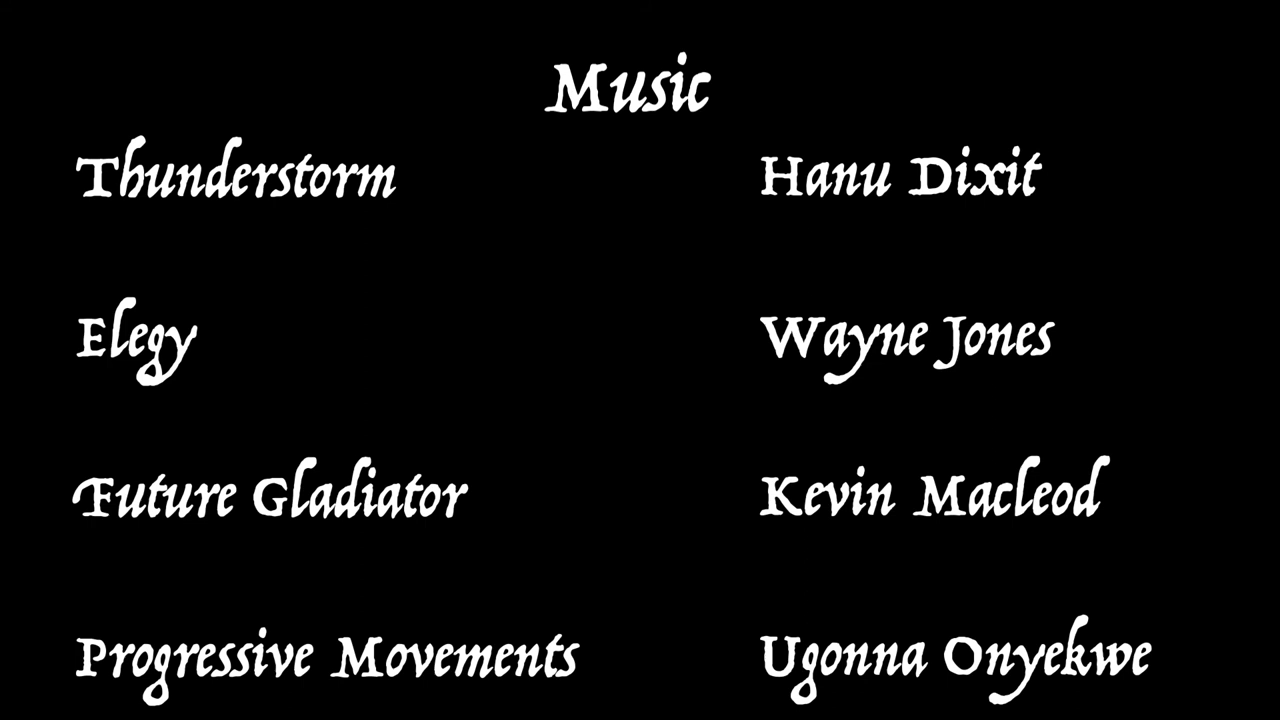 Music
Thunderstorm Hanu Dixit
Elegy Wayne Jones
Future Gladiator Kevin Macleod
Progressive Movements Ugonna Onyekwe